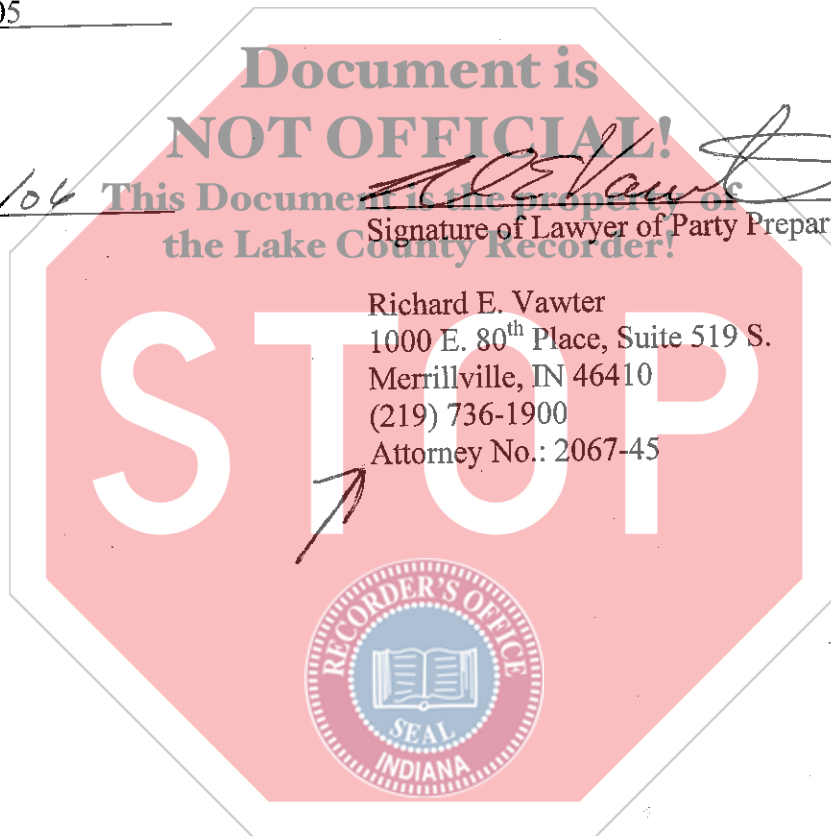 05
Document is
NOT OFFICIAL!
/06
This Document is the property of
the Lake County Recorder!
Signature of Lawyer of Party Prepar
Richard E. Vawter
1000 E. 80th Place, Suite 519 S.
Merrillville, IN 46410
(219) 736-1900
Attorney No.: 2067-45
STOP
RECORDER'S OFFICE
SEAL
INDIANA